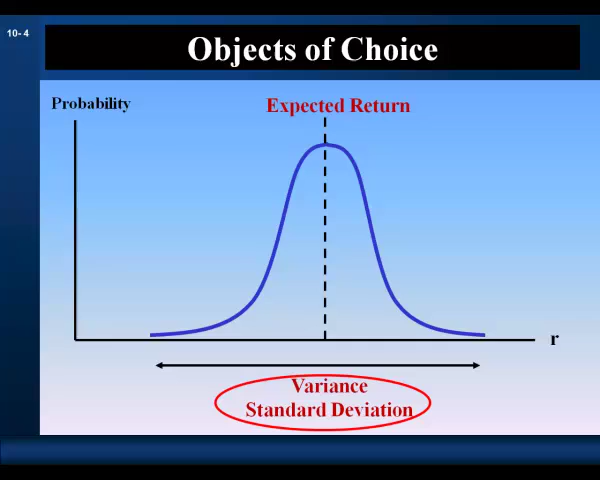 10- 4
Objects of Choice
Probability
Expected Return
r
Variance
Standard Deviation